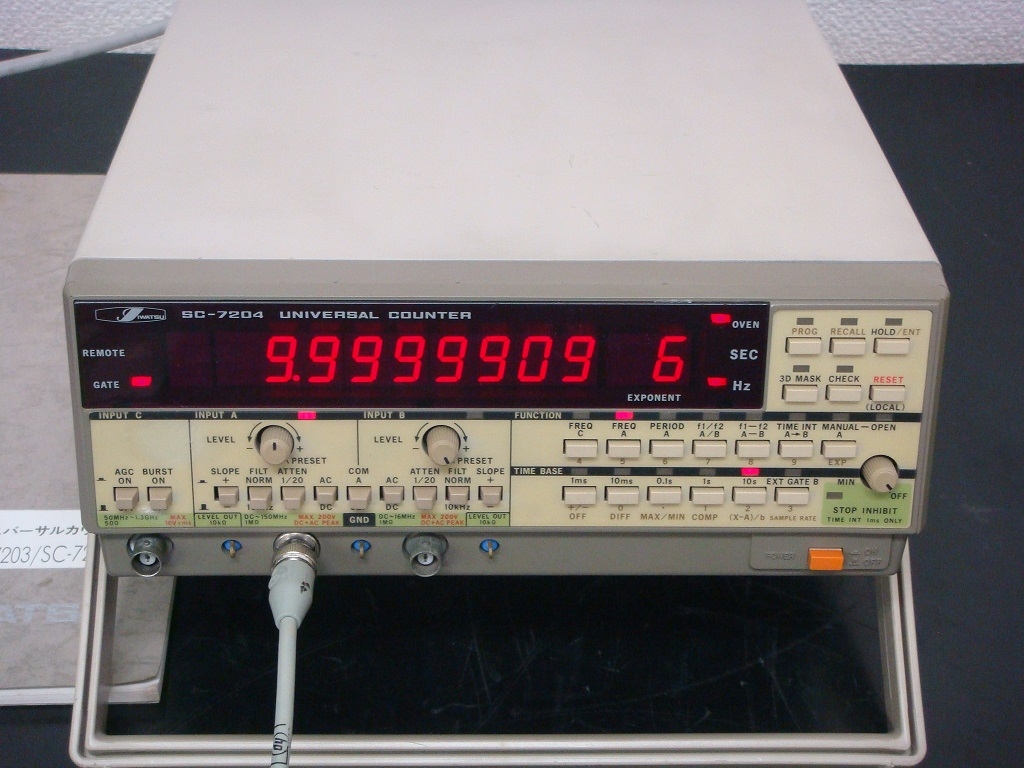 IWATSU SC-7204 UNIVERSAL COUNTER
OVEN
REMOTE
9.9999909 6
SEC
GATE
Hz
EXPONENT
PROG RECALL HOLD/ENT
3D MASK CHECK RESET
(LOCAL)
INPUT C INPUT A INPUT B FUNCTION
LEVEL - + PRESET
LEVEL - + PRESET
FREQ C FREQ A PERIOD A f1/f2 A/B f1-f2 A-B TIME INT A→B MANUAL A OPEN
4 5 6 7 8 9 EXP
AGC ON BURST ON
SLOPE + FILT NORM ATTEN 1/20 AC COM A AC ATTEN 1/20 FILT NORM SLOPE +
DC DC 10kHz
TIME BASE
1ms 10ms 0.1s 1s 10s EXT GATE B
+/- 0 · 1 2 3
OFF DIFF MAX/MIN COMP (X-A)/b SAMPLE RATE
MIN
OFF
STOP INHIBIT
TIME INT 1ms ONLY
50MHz~1.3GHz 50Ω MAX
LEVEL OUT 10kΩ
DC~150MHz 1MΩ
MAX 200V DC+AC PEAK
GND
DC~16MHz 1MΩ
MAX 200V DC+AC PEAK
LEVEL OUT 10kΩ
POWER ON
OFF
バーサルカ
7203/SC-72